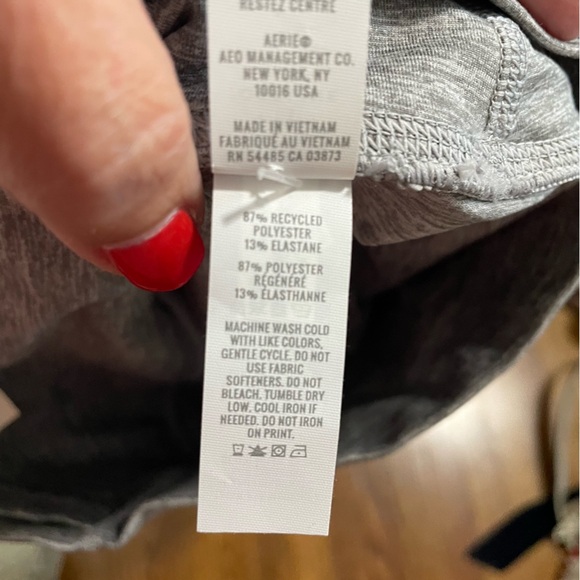 RESTEZ CENTRÉ
AERIE®
AEO MANAGEMENT CO.
NEW YORK, NY
10016 USA
MADE IN VIETNAM
FABRIQUÉ AU VIETNAM
RN 54485 CA 03873
87% RECYCLED
POLYESTER
13% ELASTANE
87% POLYESTER
RÉGÉNÉRÉ
13% ÉLASTHANNE
MACHINE WASH COLD
WITH LIKE COLORS,
GENTLE CYCLE. DO NOT
USE FABRIC
SOFTENERS. DO NOT
BLEACH. TUMBLE DRY
LOW. COOL IRON IF
NEEDED. DO NOT IRON
ON PRINT.